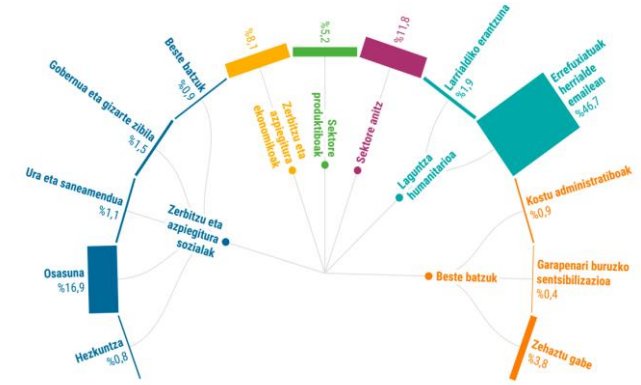 Hezkuntza
%0,8
Osasuna
%16,9
Ura eta saneamendua
%1,1
Gobernua eta gizarte zibila
%1,5
Beste batzuk
%0,9
Zerbitzu eta
azpiegitura
sozialak
%8,1
Zerbitzu eta
azpiegitura
ekonomikoak
%5,2
Sektore
produktiboak
%11,8
Sektore anitz
Larrialdiko erantzuna
%1,9
Errefuxiatuak
herrialde
emailean
%46,7
Laguntza
humanitarioa
Kostu administratiboak
%0,9
Garapenari buruzko
sentsibilizazioa
%0,4
Zehaztu gabe
%3,8
Beste batzuk